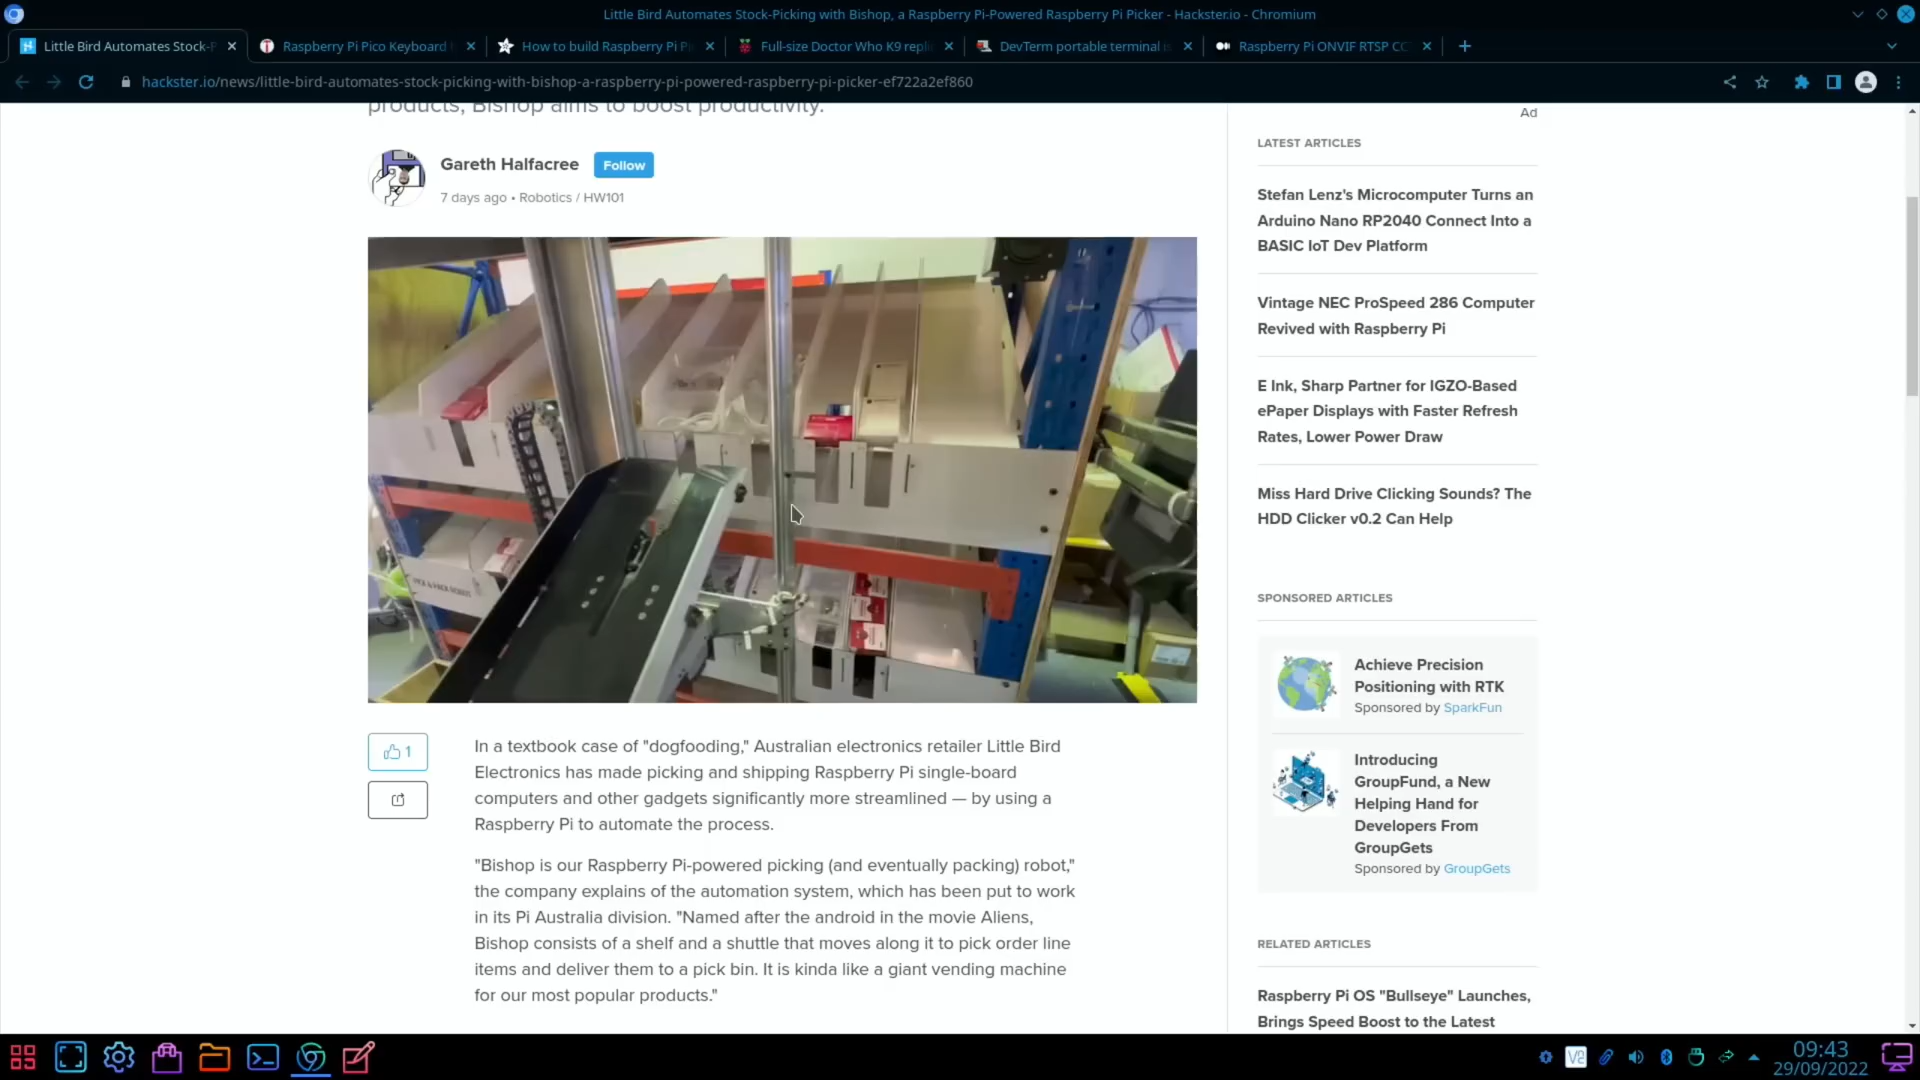 Little Bird Automates Stock-Picking with Bishop, a Raspberry Pi-Powered Raspberry Pi Picker - Hackster.io - Chromium
Little Bird Automates Stock-P
Raspberry Pi Pico Keyboard
How to build Raspberry Pi Pi
Full-size Doctor Who K9 repli
DevTerm portable terminal is
Raspberry Pi ONVIF RTSP CC
hackster.io/news/little-bird-automates-stock-picking-with-bishop-a-raspberry-pi-powered-raspberry-pi-picker-ef722a2ef860
products, Bishop aims to boost productivity.
Gareth Halfacree
Follow
7 days ago • Robotics / HW101
1
In a textbook case of "dogfooding," Australian electronics retailer Little Bird
Electronics has made picking and shipping Raspberry Pi single-board
computers and other gadgets significantly more streamlined — by using a
Raspberry Pi to automate the process.
"Bishop is our Raspberry Pi-powered picking (and eventually packing) robot,"
the company explains of the automation system, which has been put to work
in its Pi Australia division. "Named after the android in the movie Aliens,
Bishop consists of a shelf and a shuttle that moves along it to pick order line
items and deliver them to a pick bin. It is kinda like a giant vending machine
for our most popular products."
Ad
LATEST ARTICLES
Stefan Lenz's Microcomputer Turns an
Arduino Nano RP2040 Connect Into a
BASIC IoT Dev Platform
Vintage NEC ProSpeed 286 Computer
Revived with Raspberry Pi
E Ink, Sharp Partner for IGZO-Based
ePaper Displays with Faster Refresh
Rates, Lower Power Draw
Miss Hard Drive Clicking Sounds? The
HDD Clicker v0.2 Can Help
SPONSORED ARTICLES
Achieve Precision
Positioning with RTK
Sponsored by SparkFun
Introducing
GroupFund, a New
Helping Hand for
Developers From
GroupGets
Sponsored by GroupGets
RELATED ARTICLES
Raspberry Pi OS "Bullseye" Launches,
Brings Speed Boost to the Latest
09:43
29/09/2022